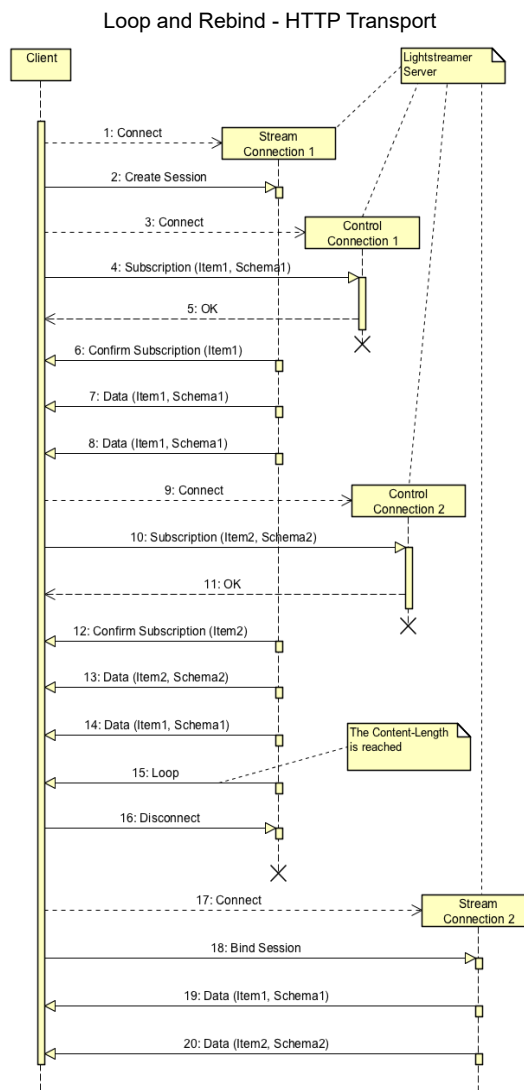 Loop and Rebind - HTTP Transport
Client
Lightstreamer
Server
1: Connect
Stream
Connection 1
2: Create Session
3: Connect
Control
Connection 1
4: Subscription (Item1, Schema1)
5: OK
6: Confirm Subscription (Item1)
7: Data (Item1, Schema1)
8: Data (Item1, Schema1)
9: Connect
Control
Connection 2
10: Subscription (Item2, Schema2)
11: OK
12: Confirm Subscription (Item2)
13: Data (Item2, Schema2)
14: Data (Item1, Schema1)
The Content-Length
is reached
15: Loop
16: Disconnect
17: Connect
Stream
Connection 2
18: Bind Session
19: Data (Item1, Schema1)
20: Data (Item2, Schema2)